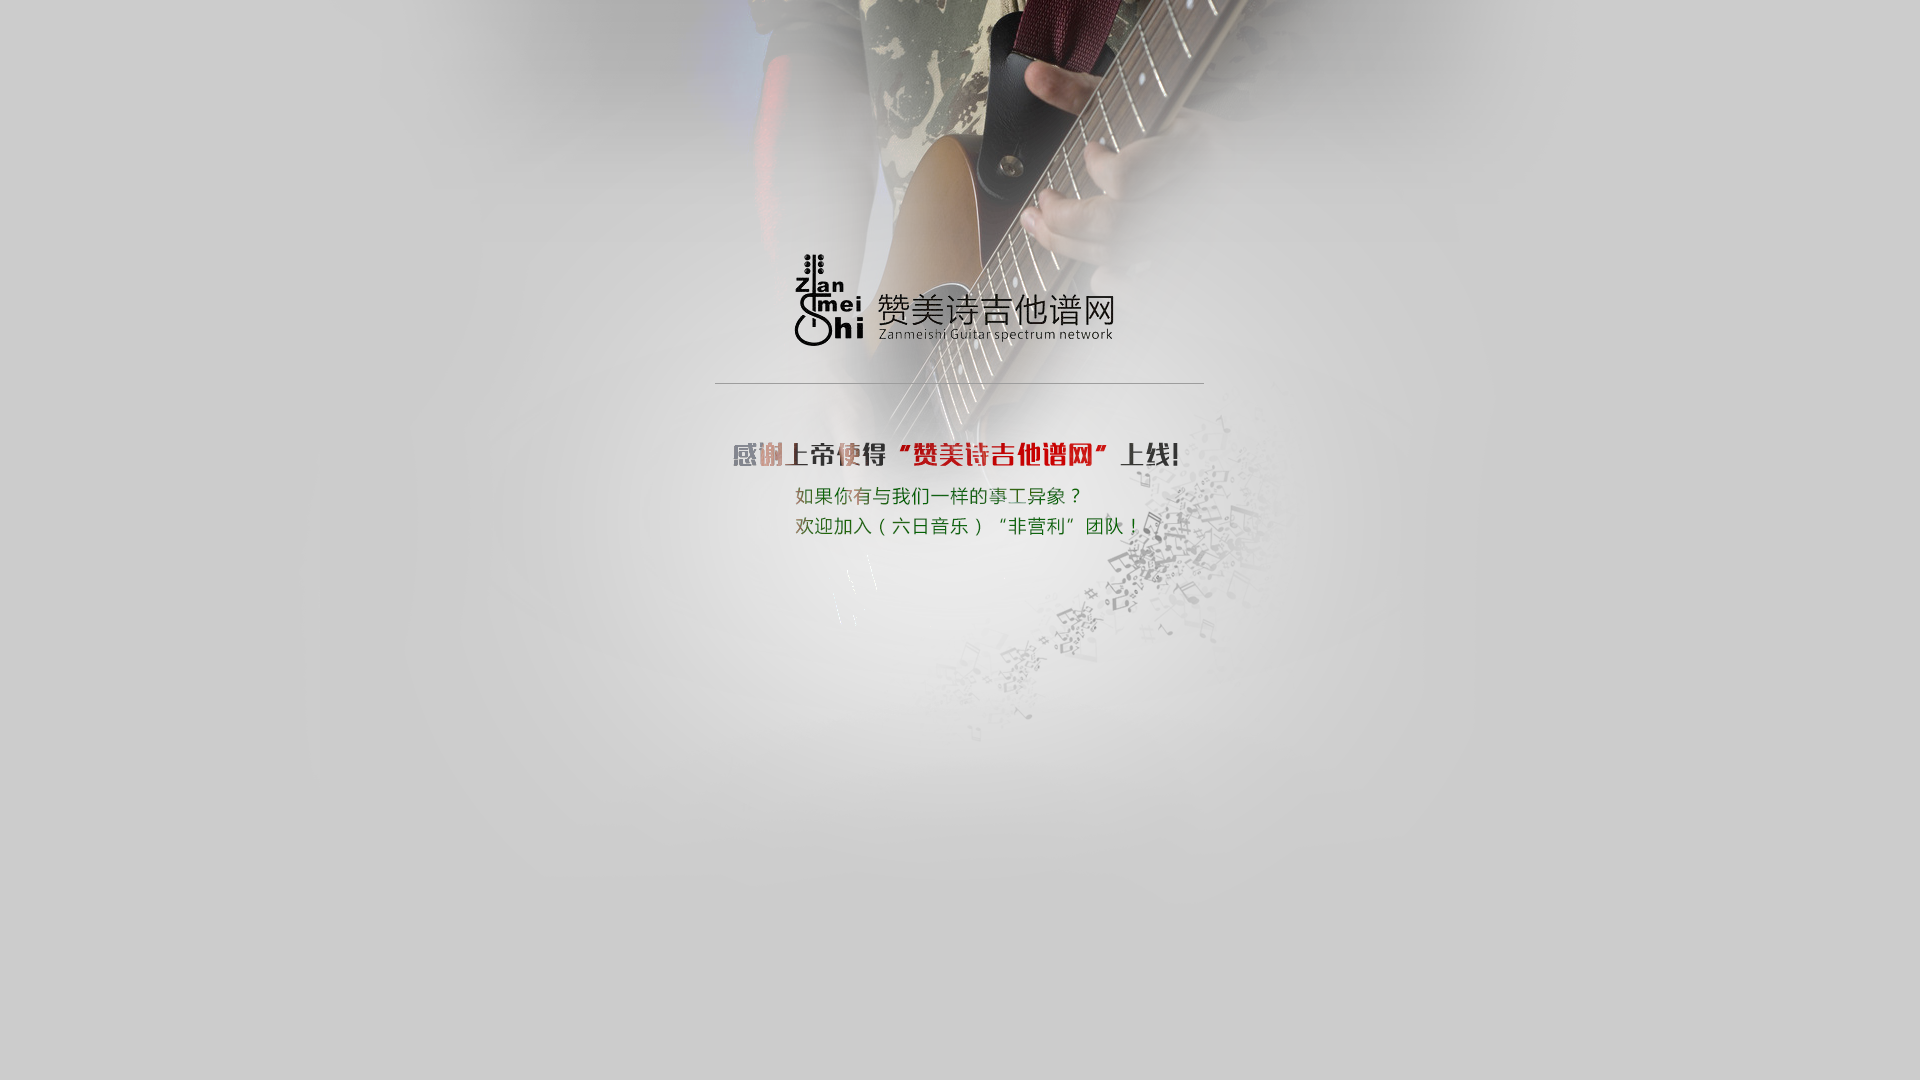 Zan
mei
Shi
赞美诗吉他谱网
Zanmeishi Guitar spectrum network
感谢上帝使得“赞美诗吉他谱网”上线!
如果你有与我们一样的事工异象？
欢迎加入（六日音乐）“非营利”团队！